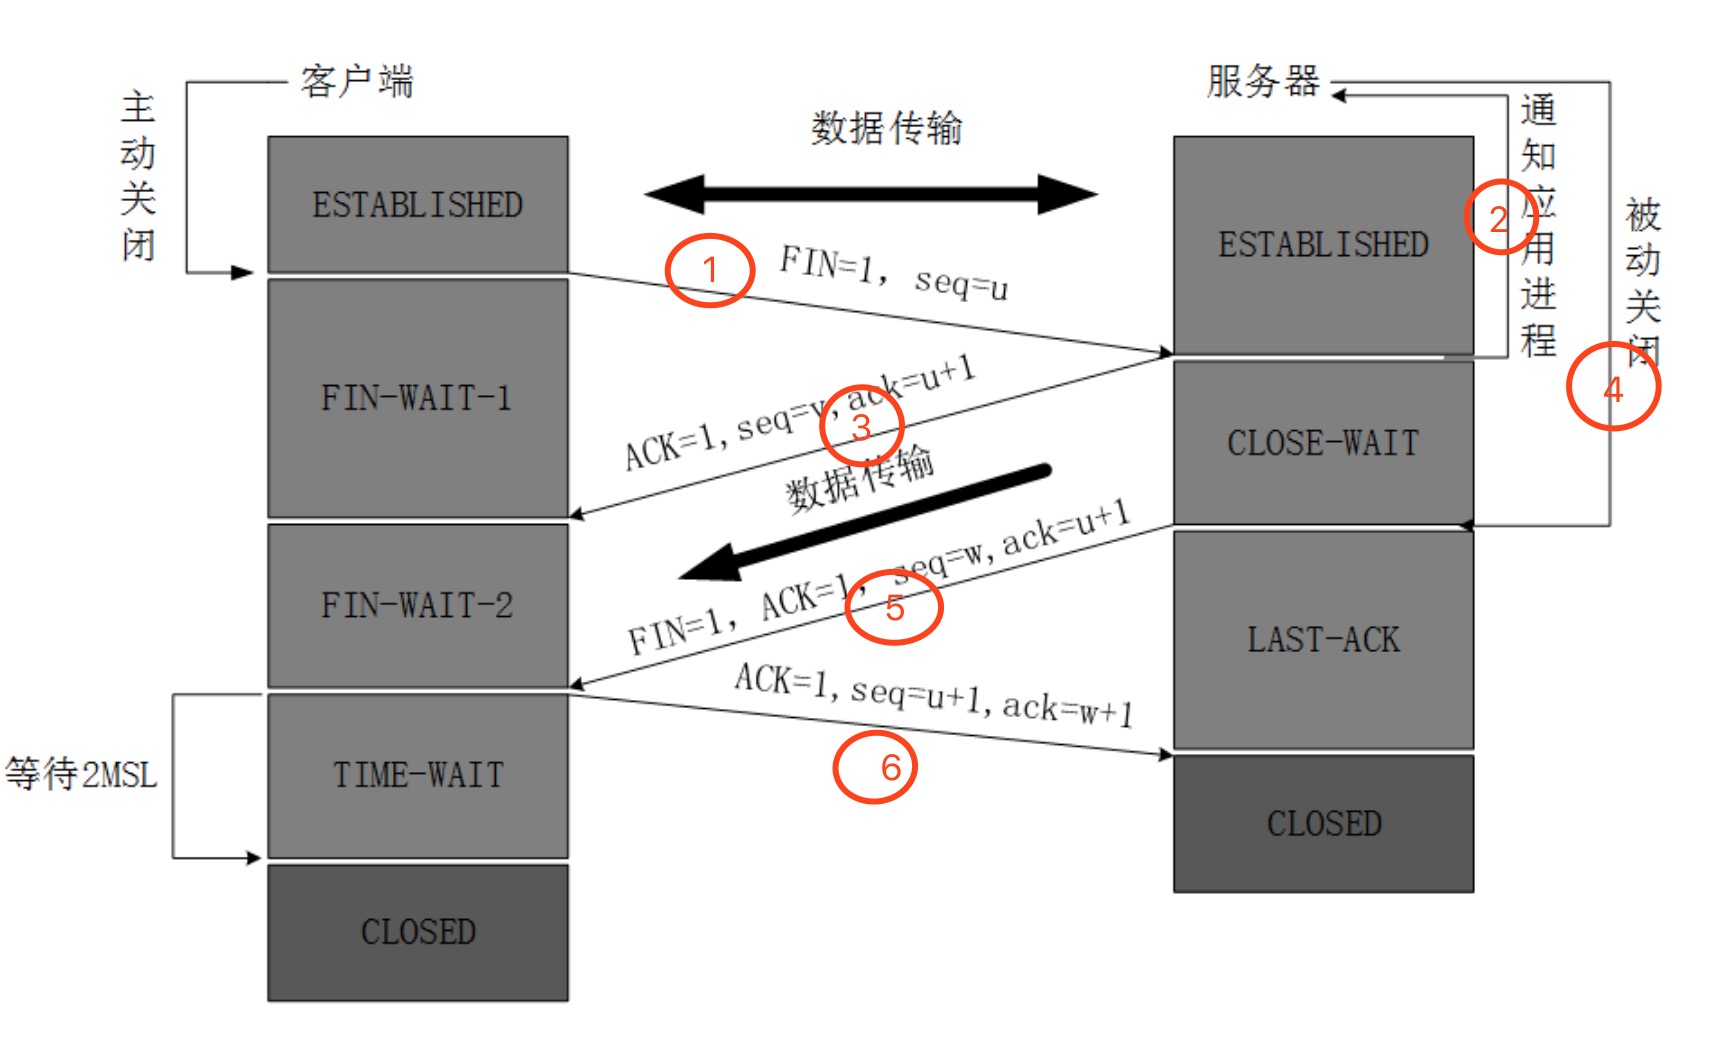 客户端
服务器
主动关闭
数据传输
通知应用进程
被动关闭
ESTABLISHED
ESTABLISHED
1
FIN=1, seq=u
2
FIN-WAIT-1
ACK=1,seq=v,ack=u+1
3
CLOSE-WAIT
4
数据传输
FIN-WAIT-2
FIN=1, ACK=1, seq=w,ack=u+1
5
LAST-ACK
ACK=1,seq=u+1,ack=w+1
6
等待2MSL
TIME-WAIT
CLOSED
CLOSED